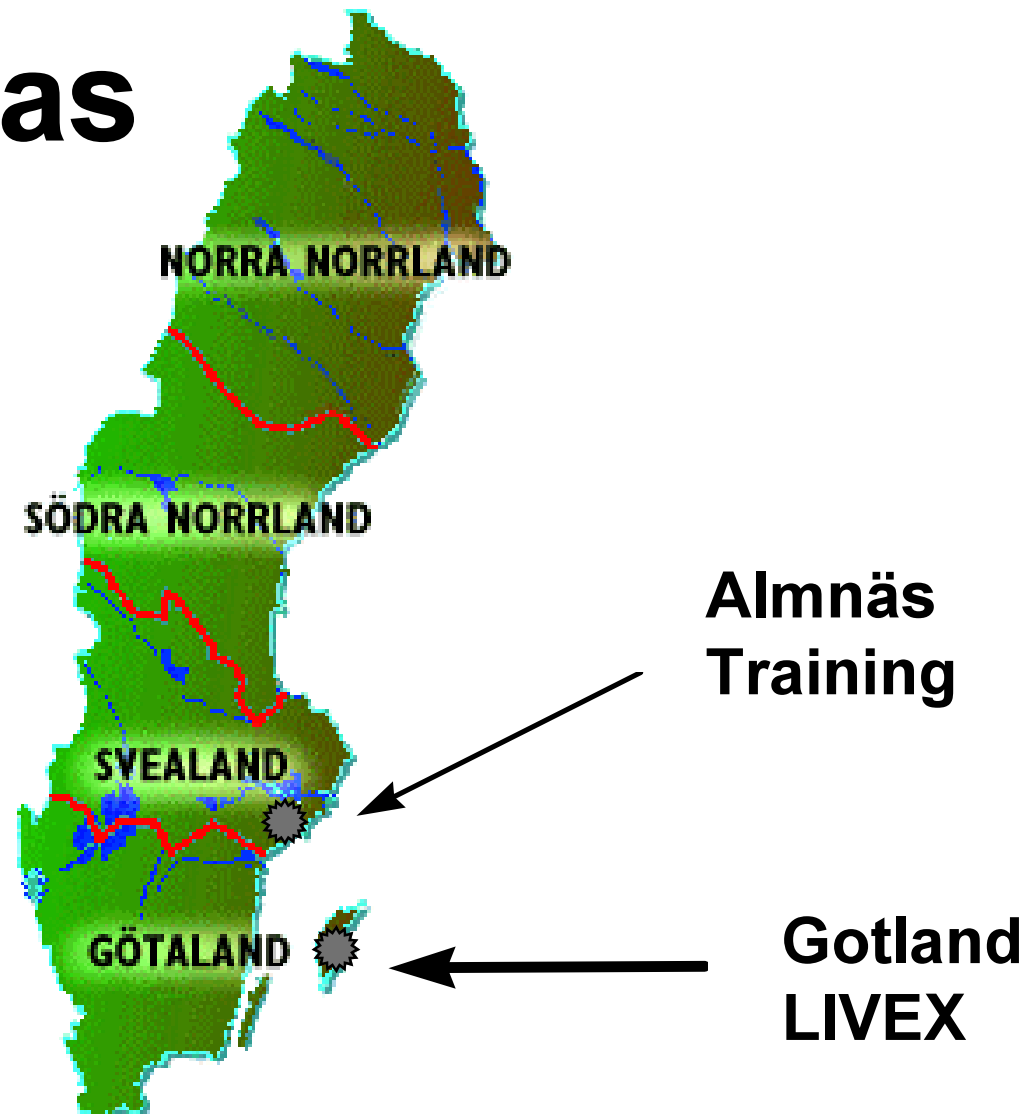 as
NORRA NORRLAND
SÖDRA NORRLAND
Almnäs
Training
SVEALAND
GÖTALAND
Gotland
LIVEX